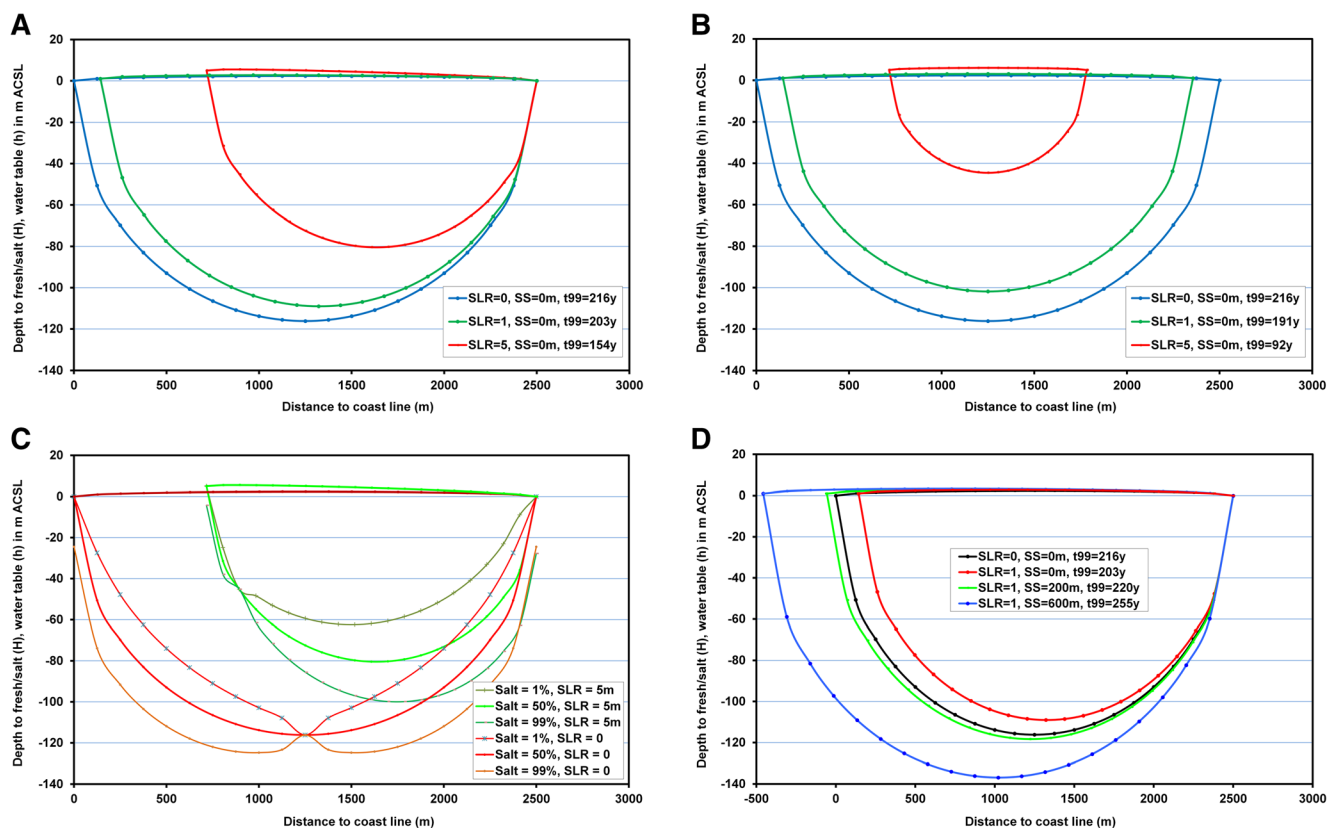 A
Depth to fresh/salt (H), water table (h) in m ACSL
20
0
-20
-40
-60
-80
-100
-120
-140
SLR=0, SS=0m, t99=216y
SLR=1, SS=0m, t99=203y
SLR=5, SS=0m, t99=154y
0 500 1000 1500 2000 2500 3000
Distance to coast line (m)
B
Depth to fresh/salt (H), water table (h) in m ACSL
20
0
-20
-40
-60
-80
-100
-120
-140
SLR=0, SS=0m, t99=216y
SLR=1, SS=0m, t99=191y
SLR=5, SS=0m, t99=92y
0 500 1000 1500 2000 2500 3000
Distance to coast line (m)
C
Depth to fresh/salt (H), water table (h) in m ACSL
20
0
-20
-40
-60
-80
-100
-120
-140
Salt = 1%, SLR = 5m
Salt = 50%, SLR = 5m
Salt = 99%, SLR = 5m
Salt = 1%, SLR = 0
Salt = 50%, SLR = 0
Salt = 99%, SLR = 0
0 500 1000 1500 2000 2500 3000
Distance to coast line (m)
D
Depth to fresh/salt (H), water table (h) in m ACSL
20
0
-20
-40
-60
-80
-100
-120
-140
SLR=0, SS=0m, t99=216y
SLR=1, SS=0m, t99=203y
SLR=1, SS=200m, t99=220y
SLR=1, SS=600m, t99=255y
-500 0 500 1000 1500 2000 2500 3000
Distance to coast line (m)